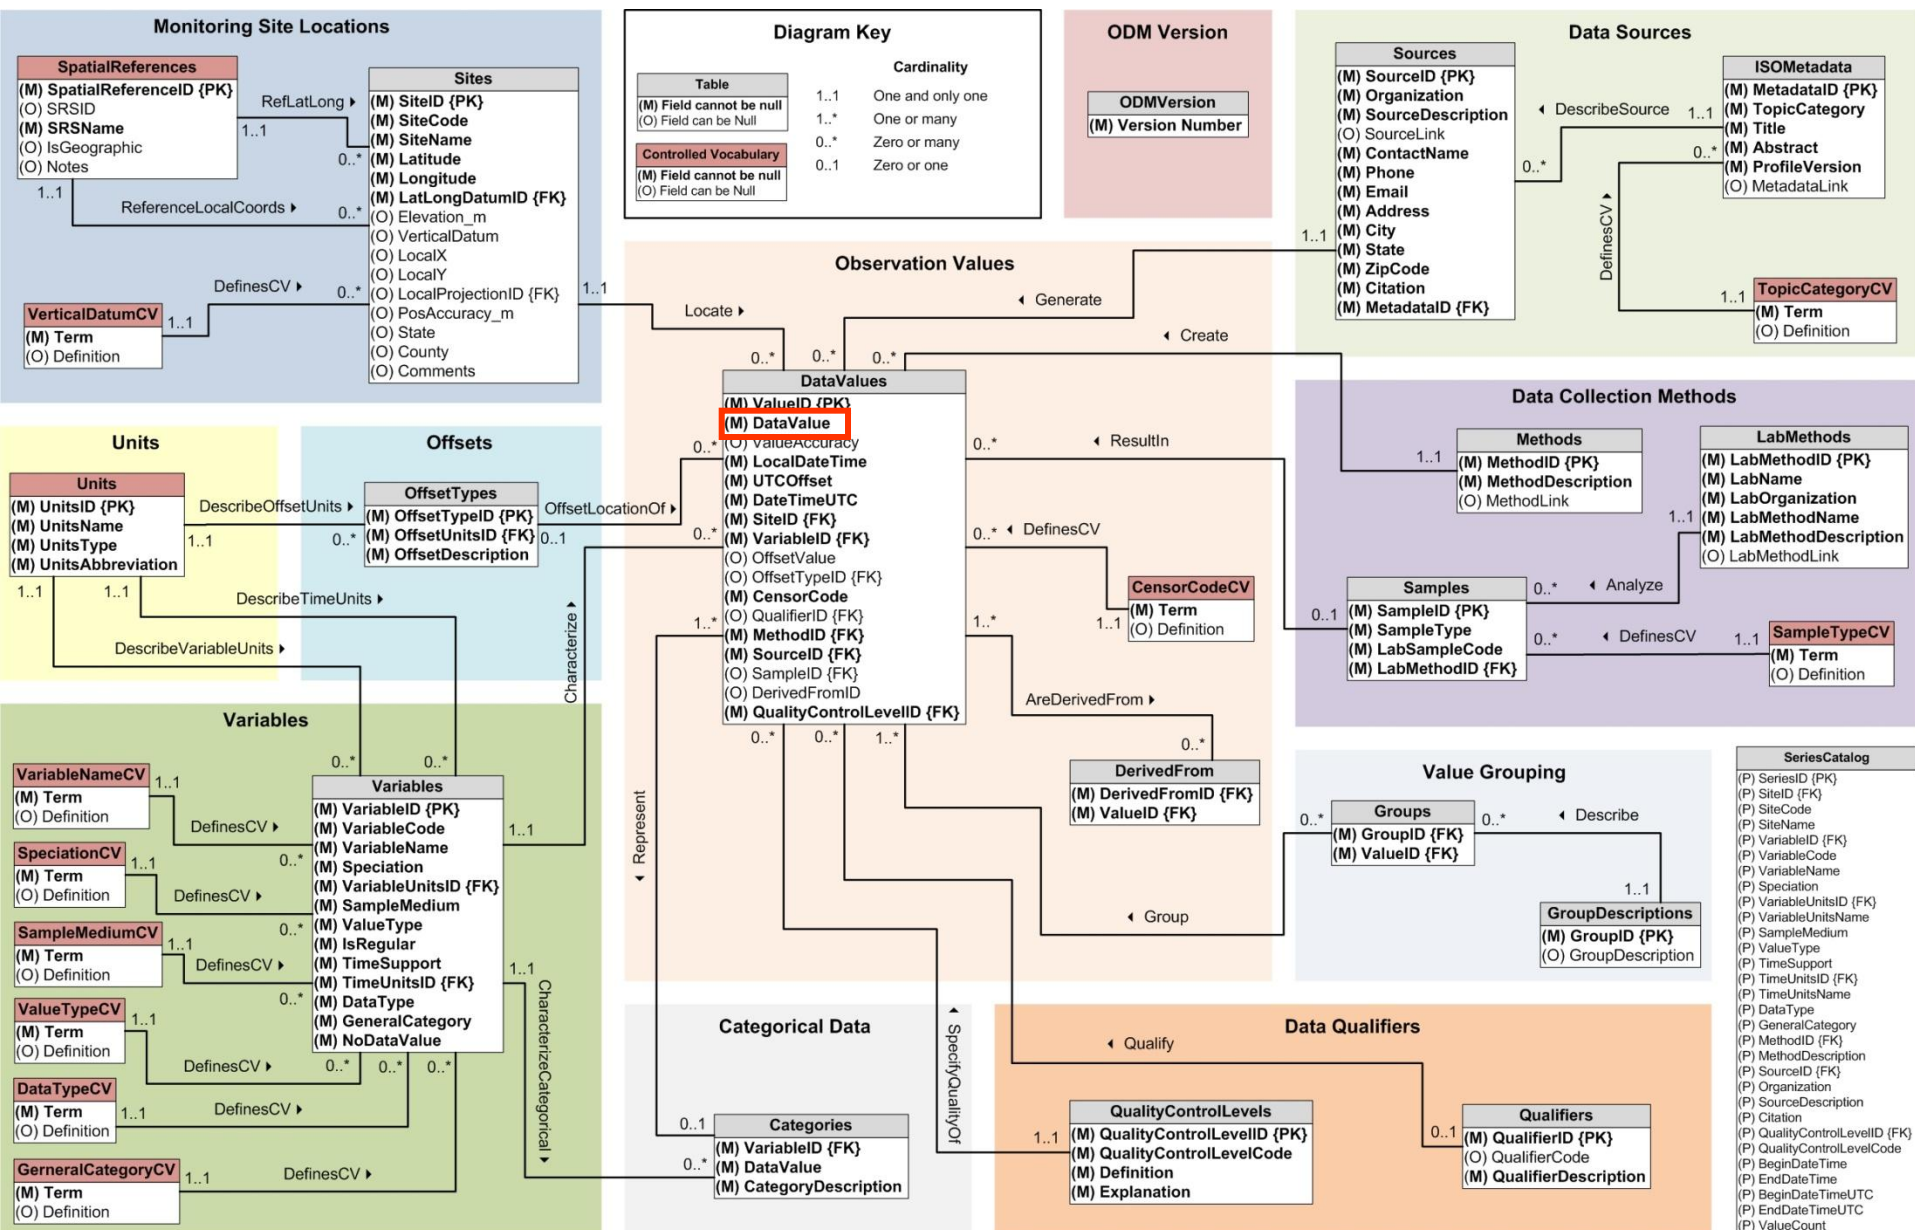 Monitoring Site Locations
SpatialReferences
(M) SpatialReferenceID {PK}
(O) SRSID
(M) SRSName
(O) IsGeographic
(O) Notes
RefLatLong
1..1
0..*
1..1
ReferenceLocalCoords
0..*
Sites
(M) SiteID {PK}
(M) SiteCode
(M) SiteName
(M) Latitude
(M) Longitude
(M) LatLongDatumID {FK}
(O) Elevation_m
(O) VerticalDatum
(O) LocalX
(O) LocalY
(O) LocalProjectionID {FK}
(O) PosAccuracy_m
(O) State
(O) County
(O) Comments
DefinesCV
0..*
1..1
VerticalDatumCV
(M) Term
(O) Definition
1..1
Diagram Key
Table
(M) Field cannot be null
(O) Field can be Null
Controlled Vocabulary
(M) Field cannot be null
(O) Field can be Null
Cardinality
1..1 One and only one
1..* One or many
0..* Zero or many
0..1 Zero or one
ODM Version
ODMVersion
(M) Version Number
Data Sources
Sources
(M) SourceID {PK}
(M) Organization
(M) SourceDescription
(O) SourceLink
(M) ContactName
(M) Phone
(M) Email
(M) Address
(M) City
(M) State
(M) ZipCode
(M) Citation
(M) MetadataID {FK}
DescribeSource
1..1
0..*
0..*
1..1
ISOMetadata
(M) MetadataID {PK}
(M) TopicCategory
(M) Title
(M) Abstract
(M) ProfileVersion
(O) MetadataLink
DefinesCV
1..1
TopicCategoryCV
(M) Term
(O) Definition
Observation Values
Locate
Generate
Create
0..*
0..*
0..*
DataValues
(M) ValueID {PK}
(M) DataValue
(O) ValueAccuracy
(M) LocalDateTime
(M) UTCOffset
(M) DateTimeUTC
(M) SiteID {FK}
(M) VariableID {FK}
(O) OffsetValue
(O) OffsetTypeID {FK}
(M) CensorCode
(O) QualifierID {FK}
(M) MethodID {FK}
(M) SourceID {FK}
(O) SampleID {FK}
(O) DerivedFromID
(M) QualityControlLevelID {FK}
0..*
0..*
1..*
0..*
ResultIn
0..*
DefinesCV
1..*
0..*
0..*
1..*
CensorCodeCV
(M) Term
(O) Definition
1..1
AreDerivedFrom
0..*
DerivedFrom
(M) DerivedFromID {FK}
(M) ValueID {FK}
Represent
Group
Units
Units
(M) UnitsID {PK}
(M) UnitsName
(M) UnitsType
(M) UnitsAbbreviation
1..1
1..1
1..1
DescribeOffsetUnits
DescribeTimeUnits
DescribeVariableUnits
Offsets
OffsetTypes
(M) OffsetTypeID {PK}
(M) OffsetUnitsID {FK}
(M) OffsetDescription
0..*
0..1
OffsetLocationOf
Characterize
Data Collection Methods
Methods
(M) MethodID {PK}
(M) MethodDescription
(O) MethodLink
1..1
LabMethods
(M) LabMethodID {PK}
(M) LabName
(M) LabOrganization
(M) LabMethodName
(M) LabMethodDescription
(O) LabMethodLink
1..1
Samples
(M) SampleID {PK}
(M) SampleType
(M) LabSampleCode
(M) LabMethodID {FK}
0..1
0..*
Analyze
0..*
DefinesCV
1..1
SampleTypeCV
(M) Term
(O) Definition
Variables
VariableNameCV
(M) Term
(O) Definition
1..1
DefinesCV
SpeciationCV
(M) Term
(O) Definition
1..1
DefinesCV
SampleMediumCV
(M) Term
(O) Definition
1..1
DefinesCV
ValueTypeCV
(M) Term
(O) Definition
1..1
DefinesCV
DataTypeCV
(M) Term
(O) Definition
1..1
DefinesCV
GerneralCategoryCV
(M) Term
(O) Definition
1..1
DefinesCV
0..*
0..*
0..*
0..*
0..*
Variables
(M) VariableID {PK}
(M) VariableCode
(M) VariableName
(M) Speciation
(M) VariableUnitsID {FK}
(M) SampleMedium
(M) ValueType
(M) IsRegular
(M) TimeSupport
(M) TimeUnitsID {FK}
(M) DataType
(M) GeneralCategory
(M) NoDataValue
0..*
0..*
0..*
1..1
1..1
CharacterizeCategorical
Categorical Data
Categories
(M) VariableID {FK}
(M) DataValue
(M) CategoryDescription
0..1
0..*
SpecifyQualityOf
Data Qualifiers
Qualify
QualityControlLevels
(M) QualityControlLevelID {PK}
(M) QualityControlLevelCode
(M) Definition
(M) Explanation
1..1
Qualifiers
(M) QualifierID {PK}
(O) QualifierCode
(M) QualifierDescription
0..1
Value Grouping
Groups
(M) GroupID {FK}
(M) ValueID {FK}
0..*
0..*
Describe
1..1
GroupDescriptions
(M) GroupID {PK}
(O) GroupDescription
SeriesCatalog
(P) SeriesID {PK}
(P) SiteID {FK}
(P) SiteCode
(P) SiteName
(P) VariableID {FK}
(P) VariableCode
(P) VariableName
(P) Speciation
(P) VariableUnitsID {FK}
(P) VariableUnitsName
(P) SampleMedium
(P) ValueType
(P) TimeSupport
(P) TimeUnitsID {FK}
(P) TimeUnitsName
(P) DataType
(P) GeneralCategory
(P) MethodID {FK}
(P) MethodDescription
(P) SourceID {FK}
(P) Organization
(P) SourceDescription
(P) Citation
(P) QualityControlLevelID {FK}
(P) QualityControlLevelCode
(P) BeginDateTime
(P) EndDateTime
(P) BeginDateTimeUTC
(P) EndDateTimeUTC
(P) ValueCount